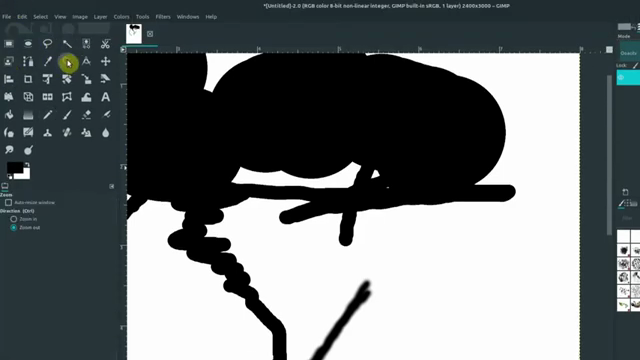 *[Untitled] - 2.0 (RGB color 8-bit non-linear integer, GIMP built-in sRGB, 1 layer) 2400x3000 – GIMP
File Edit Select View Image Layer Colors Tools Filters Windows Help
Mode
Opacity
Lock:
Zoom
Auto-resize window
Direction (Ctrl)
Zoom in
Zoom out